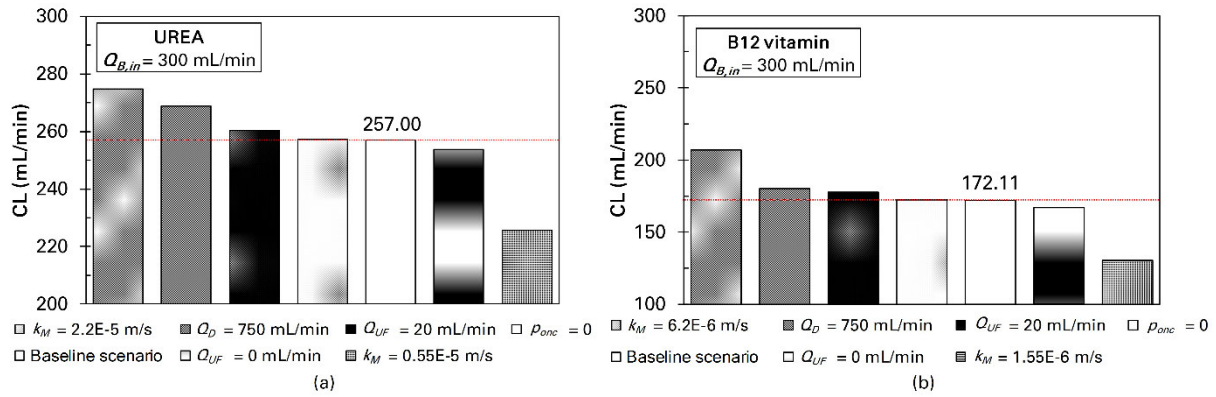 UREA
Q_B,in = 300 mL/min
CL (mL/min)
300
280
260
240
220
200
257.00
k_M = 2.2E-5 m/s Q_D = 750 mL/min Q_UF = 20 mL/min p_onc = 0
Baseline scenario Q_UF = 0 mL/min k_M = 0.55E-5 m/s
(a)
B12 vitamin
Q_B,in = 300 mL/min
CL (mL/min)
300
250
200
150
100
172.11
k_M = 6.2E-6 m/s Q_D = 750 mL/min Q_UF = 20 mL/min p_onc = 0
Baseline scenario Q_UF = 0 mL/min k_M = 1.55E-6 m/s
(b)